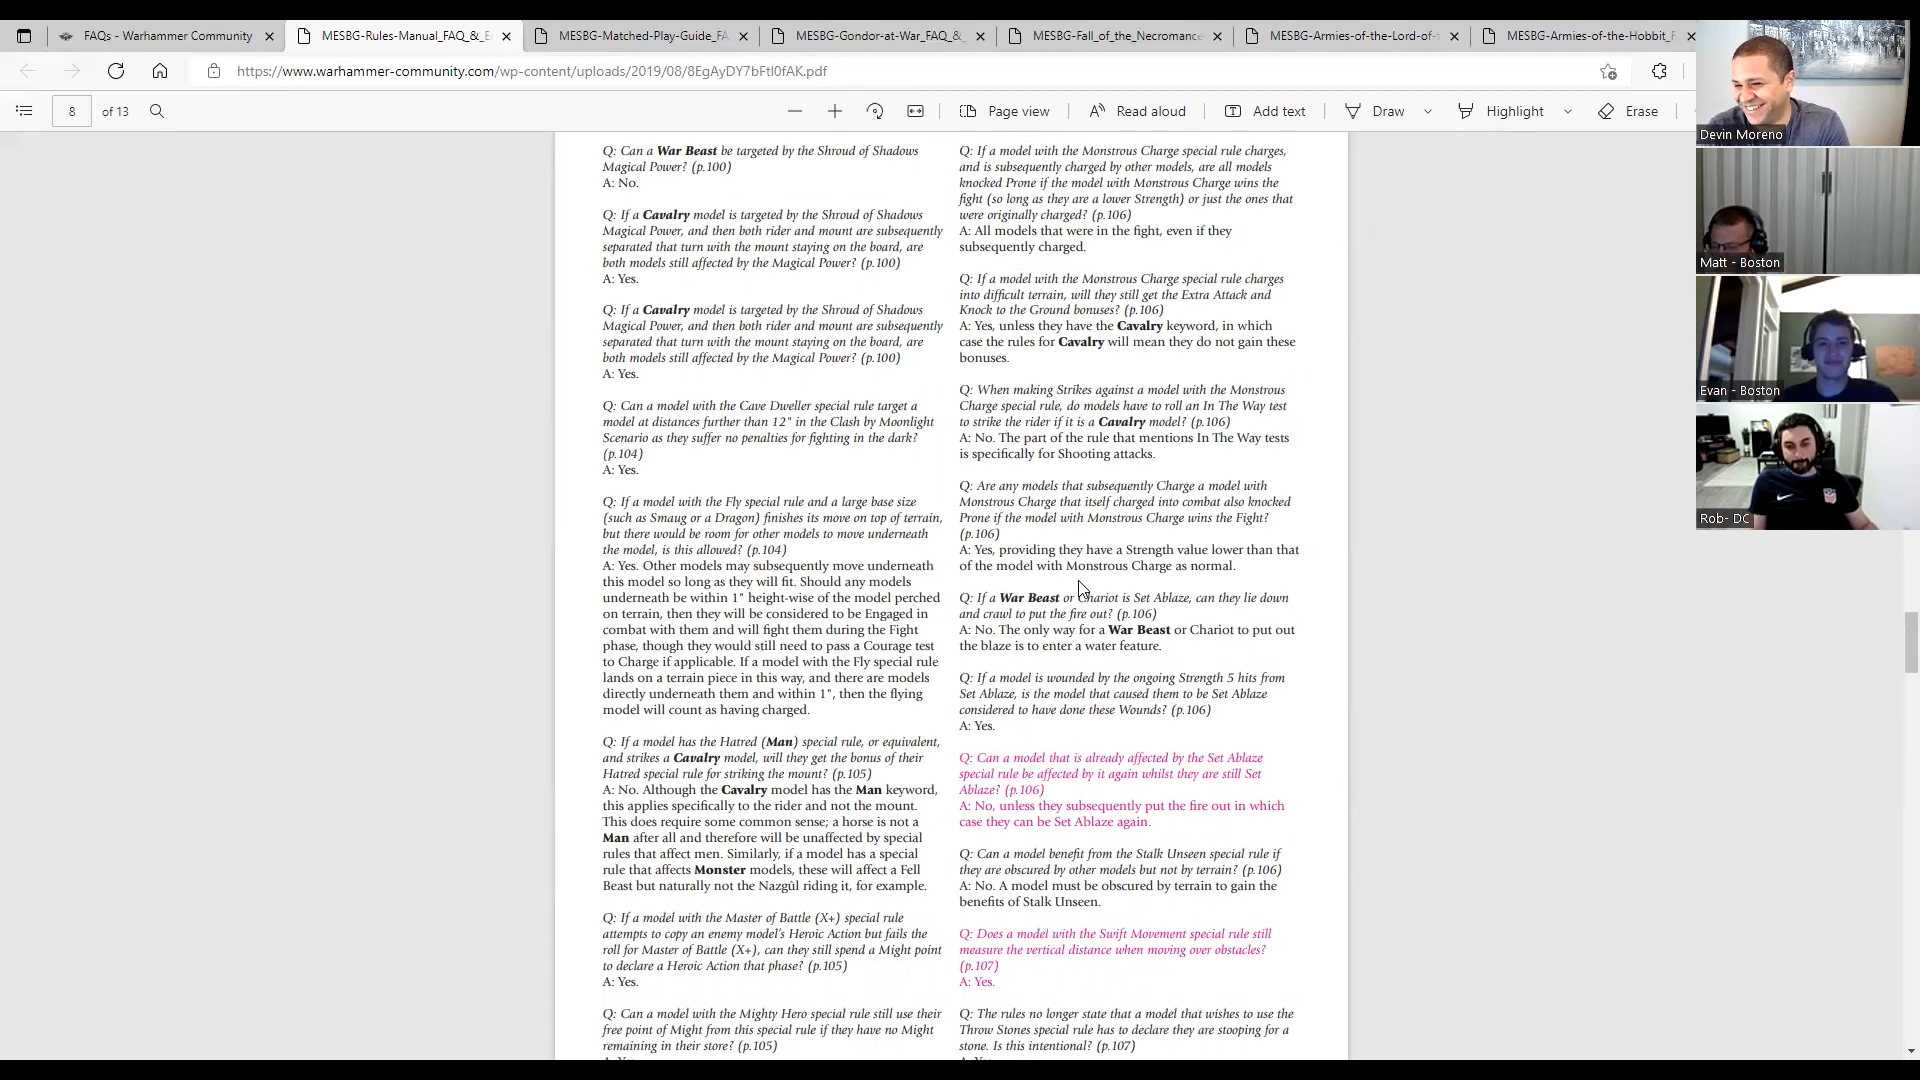 FAQs - Warhammer Community
MESBG-Rules-Manual_FAQ_&_E
MESBG-Matched-Play-Guide_FA
MESBG-Gondor-at-War_FAQ_&_
MESBG-Fall_of_the_Necromance
MESBG-Armies-of-the-Lord-of-t
MESBG-Armies-of-the-Hobbit_F
https://www.warhammer-community.com/wp-content/uploads/2019/08/8EgAyDY7bFtI0fAK.pdf
8 of 13
Page view
Read aloud
Add text
Draw
Highlight
Erase
Q: Can a War Beast be targeted by the Shroud of Shadows
Magical Power? (p.100)
A: No.
Q: If a Cavalry model is targeted by the Shroud of Shadows
Magical Power, and then both rider and mount are subsequently
separated that turn with the mount staying on the board, are
both models still affected by the Magical Power? (p.100)
A: Yes.
Q: If a Cavalry model is targeted by the Shroud of Shadows
Magical Power, and then both rider and mount are subsequently
separated that turn with the mount staying on the board, are
both models still affected by the Magical Power? (p.100)
A: Yes.
Q: Can a model with the Cave Dweller special rule target a
model at distances further than 12" in the Clash by Moonlight
Scenario as they suffer no penalties for fighting in the dark?
(p.104)
A: Yes.
Q: If a model with the Fly special rule and a large base size
(such as Smaug or a Dragon) finishes its move on top of terrain,
but there would be room for other models to move underneath
the model, is this allowed? (p.104)
A: Yes. Other models may subsequently move underneath
this model so long as they will fit. Should any models
underneath be within 1" height-wise of the model perched
on terrain, then they will be considered to be Engaged in
combat with them and will fight them during the Fight
phase, though they would still need to pass a Courage test
to Charge if applicable. If a model with the Fly special rule
lands on a terrain piece in this way, and there are models
directly underneath them and within 1", then the flying
model will count as having charged.
Q: If a model has the Hatred (Man) special rule, or equivalent,
and strikes a Cavalry model, will they get the bonus of their
Hatred special rule for striking the mount? (p.105)
A: No. Although the Cavalry model has the Man keyword,
this applies specifically to the rider and not the mount.
This does require some common sense; a horse is not a
Man after all and therefore will be unaffected by special
rules that affect men. Similarly, if a model has a special
rule that affects Monster models, these will affect a Fell
Beast but naturally not the Nazgûl riding it, for example.
Q: If a model with the Master of Battle (X+) special rule
attempts to copy an enemy model's Heroic Action but fails the
roll for Master of Battle (X+), can they still spend a Might point
to declare a Heroic Action that phase? (p.105)
A: Yes.
Q: Can a model with the Mighty Hero special rule still use their
free point of Might from this special rule if they have no Might
remaining in their store? (p.105)
A: Yes.
Q: If a model with the Monstrous Charge special rule charges,
and is subsequently charged by other models, are all models
knocked Prone if the model with Monstrous Charge wins the
fight (so long as they are a lower Strength) or just the ones that
were originally charged? (p.106)
A: All models that were in the fight, even if they
subsequently charged.
Q: If a model with the Monstrous Charge special rule charges
into difficult terrain, will they still get the Extra Attack and
Knock to the Ground bonuses? (p.106)
A: Yes, unless they have the Cavalry keyword, in which
case the rules for Cavalry will mean they do not gain these
bonuses.
Q: When making Strikes against a model with the Monstrous
Charge special rule, do models have to roll an In The Way test
to strike the rider if it is a Cavalry model? (p.106)
A: No. The part of the rule that mentions In The Way tests
is specifically for Shooting attacks.
Q: Are any models that subsequently Charge a model with
Monstrous Charge that itself charged into combat also knocked
Prone if the model with Monstrous Charge wins the Fight?
(p.106)
A: Yes, providing they have a Strength value lower than that
of the model with Monstrous Charge as normal.
Q: If a War Beast or Chariot is Set Ablaze, can they lie down
and crawl to put the fire out? (p.106)
A: No. The only way for a War Beast or Chariot to put out
the blaze is to enter a water feature.
Q: If a model is wounded by the ongoing Strength 5 hits from
Set Ablaze, is the model that caused them to be Set Ablaze
considered to have done these Wounds? (p.106)
A: Yes.
Q: Can a model that is already affected by the Set Ablaze
special rule be affected by it again whilst they are still Set
Ablaze? (p.106)
A: No, unless they subsequently put the fire out in which
case they can be Set Ablaze again.
Q: Can a model benefit from the Stalk Unseen special rule if
they are obscured by other models but not by terrain? (p.106)
A: No. A model must be obscured by terrain to gain the
benefits of Stalk Unseen.
Q: Does a model with the Swift Movement special rule still
measure the vertical distance when moving over obstacles?
(p.107)
A: Yes.
Q: The rules no longer state that a model that wishes to use the
Throw Stones special rule has to declare they are stooping for a
stone. Is this intentional? (p.107)
A: Yes.
Devin Moreno
Matt - Boston
Evan - Boston
Rob- DC